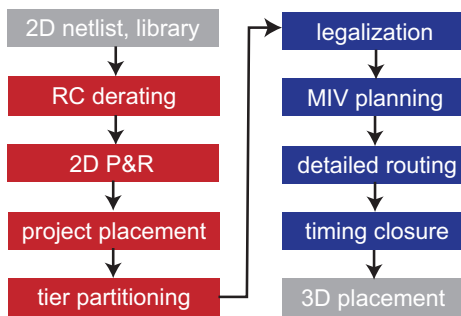 2D netlist, library
RC derating
2D P&R
project placement
tier partitioning
legalization
MIV planning
detailed routing
timing closure
3D placement